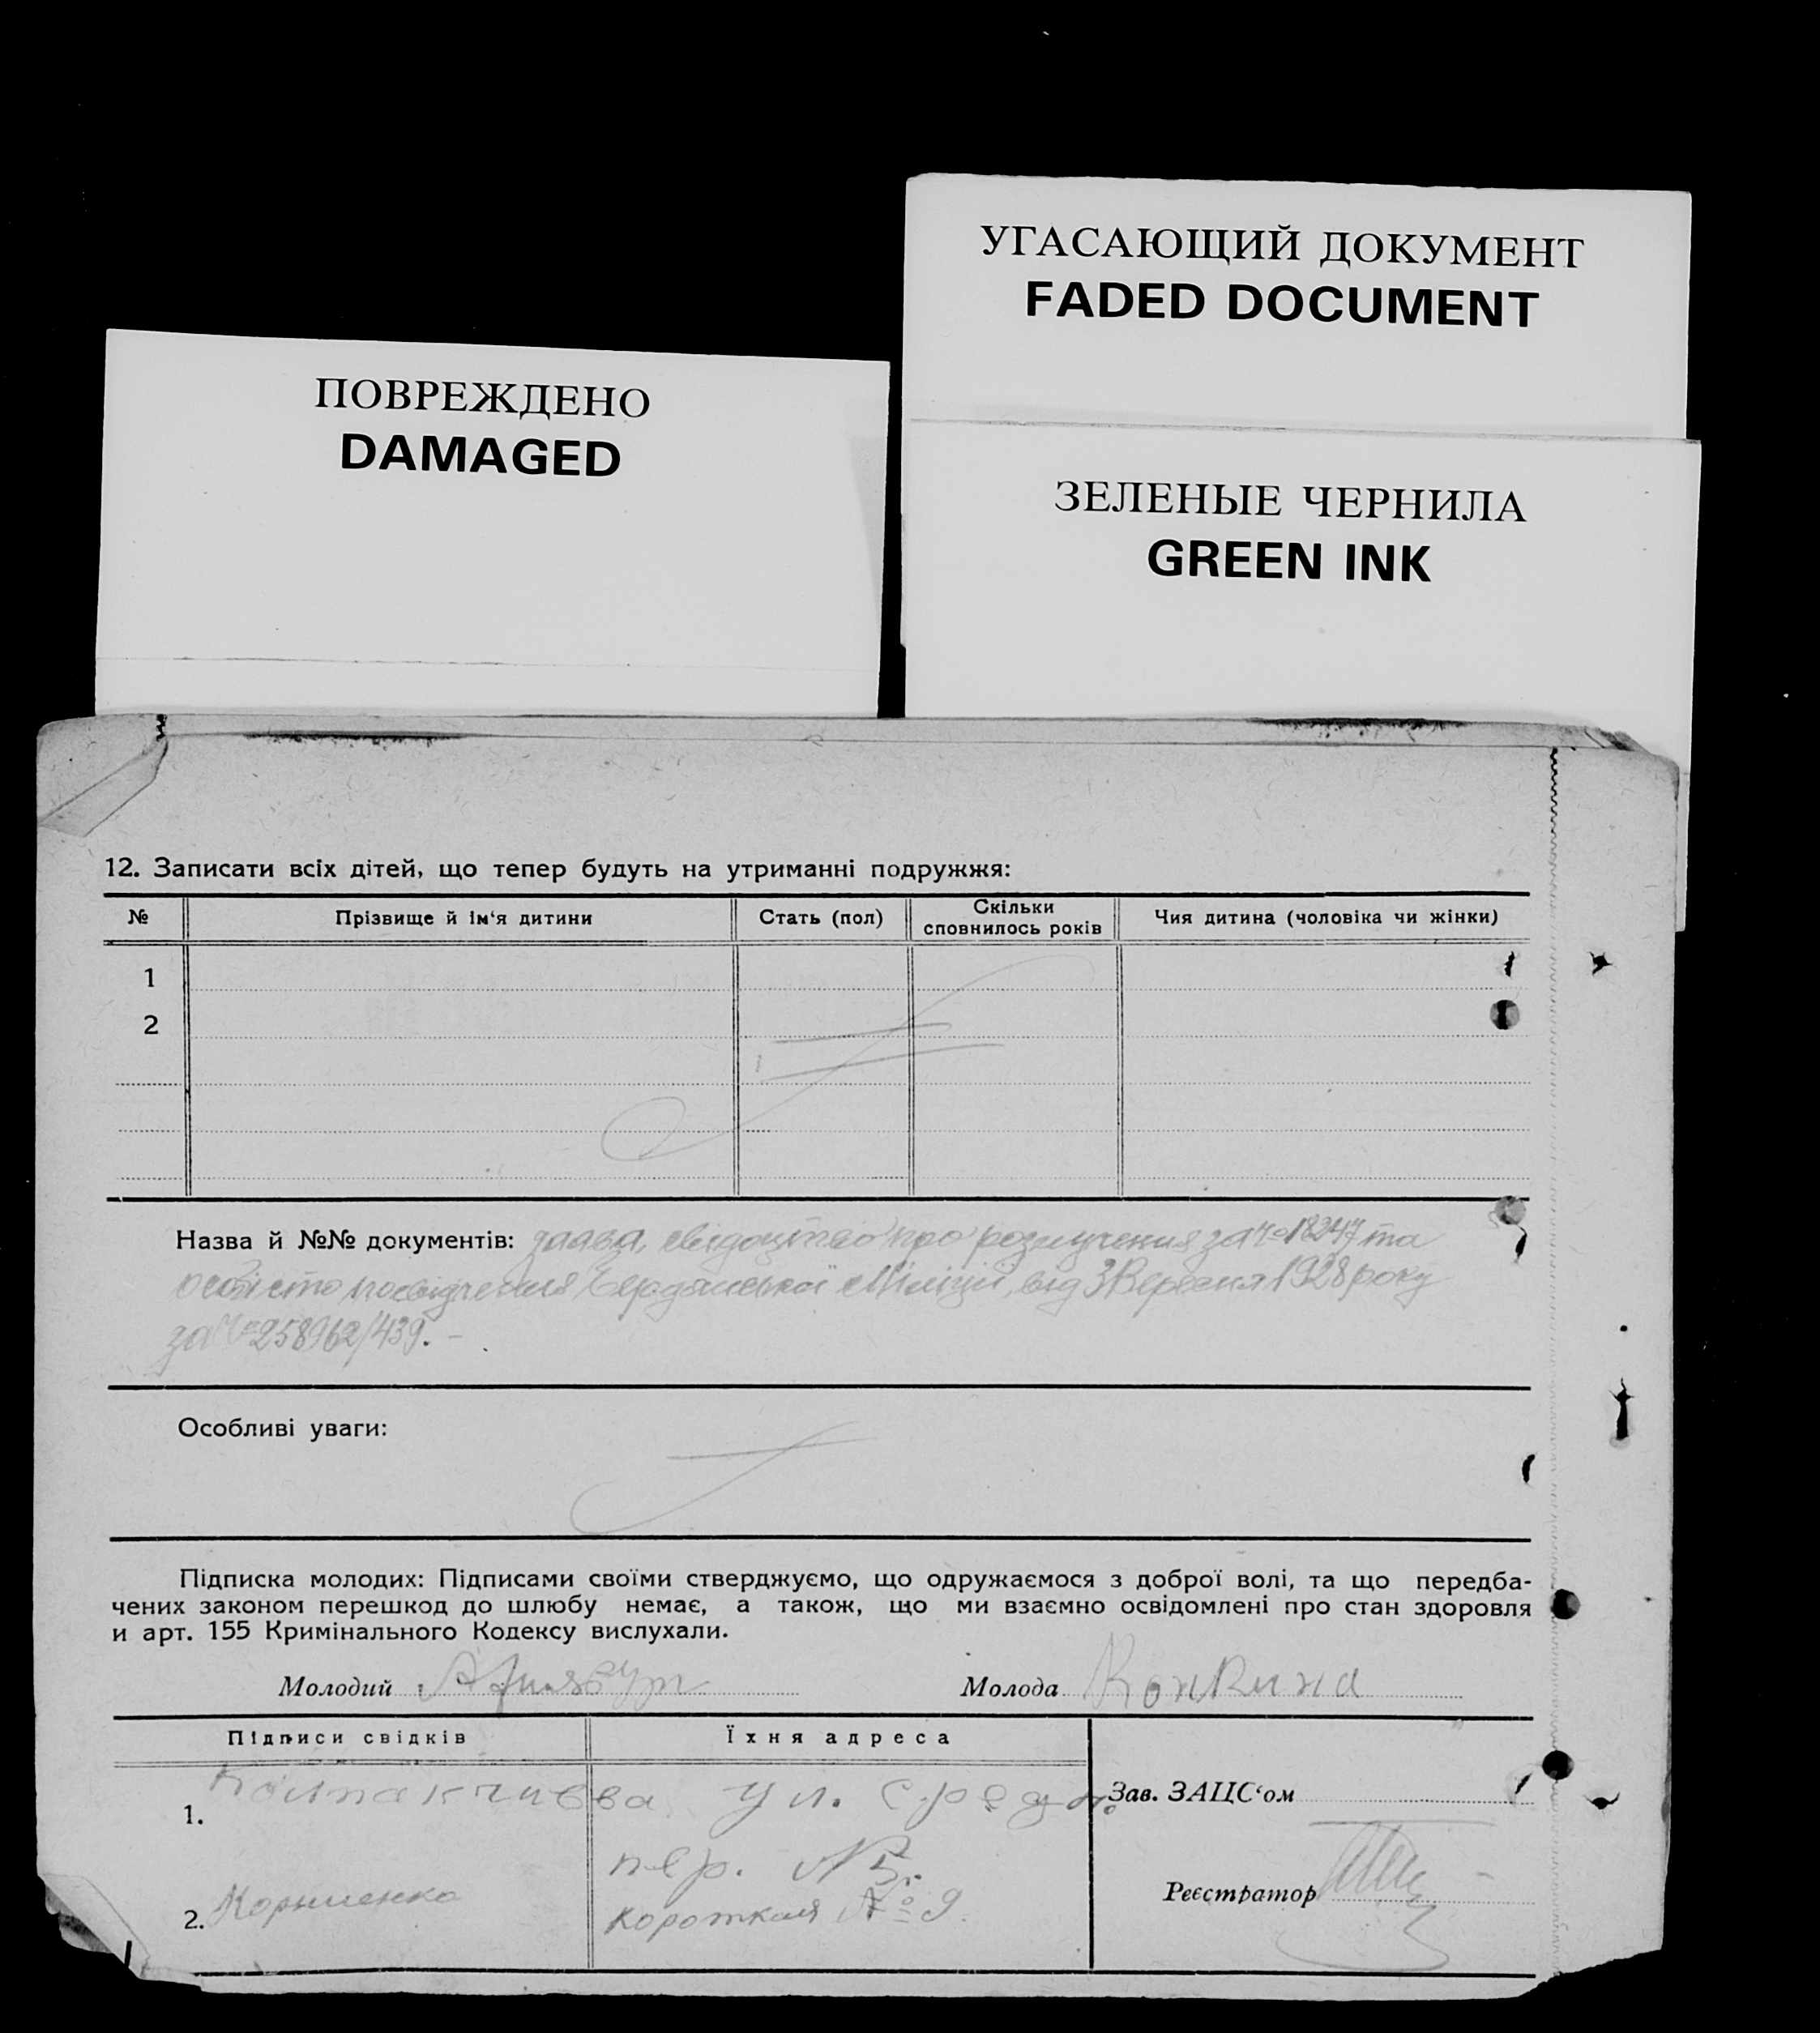 УГАСАЮЩИЙ ДОКУМЕНТ
FADED DOCUMENT
ПОВРЕЖДЕНО
DAMAGED
ЗЕЛЕНЫЕ ЧЕРНИЛА
GREEN INK
12. Записати всіх дітей, що тепер будуть на утриманні подружжя:
№ Прізвище й ім‘я дитини Стать (пол) Скільки сповнилось років Чия дитина (чоловіка чи жінки)
1
2
Назва й №№ документів: заява, свідоцтво про розлучення за № 18247 та
особисто посвідчення Бердянської Міліції, від 3 Вересня 1928 року
за № 258962/439. –
Особливі уваги:
Підписка молодих: Підписами своїми стверджуємо, що одружаємося з доброї волі, та що передба-
чених законом перешкод до шлюбу немає, а також, що ми взаємно освідомлені про стан здоровля
и арт. 155 Кримінального Кодексу вислухали.
Молодий Молода Конкина
Підписи свідків Їхня адреса
1. ул. Средн. Зав. ЗАЦС‘ом
пер. № 5.
2. Корниенко короткая № 9. Реєстратор